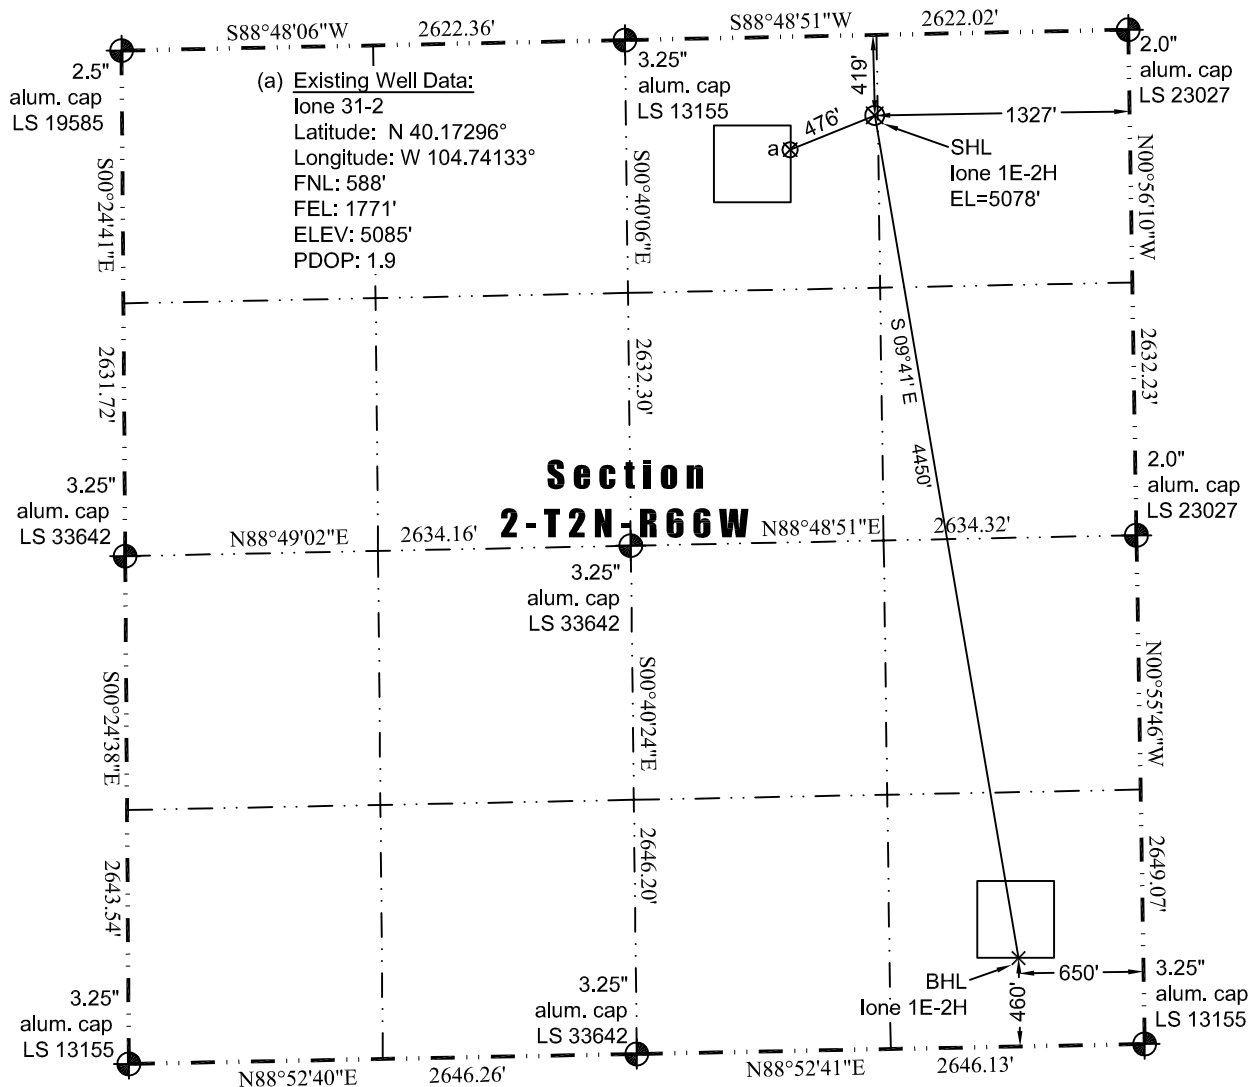 S88°48'06"W 2622.36' S88°48'51"W 2622.02'
2.5"
alum. cap
LS 19585
(a) Existing Well Data:
Ione 31-2
Latitude: N 40.17296°
Longitude: W 104.74133°
FNL: 588'
FEL: 1771'
ELEV: 5085'
PDOP: 1.9
3.25"
alum. cap
LS 13155
2.0"
alum. cap
LS 23027
419'
476'
1327'
a
SHL
Ione 1E-2H
EL=5078'
S00°24'41"E
S00°40'06"E
N00°56'10"W
S 09°41' E
4450'
2631.72'
2632.30'
2632.23'
3.25"
alum. cap
LS 33642
Section
2-T2N-R66W
2.0"
alum. cap
LS 23027
N88°49'02"E 2634.16' N88°48'51"E 2634.32'
3.25"
alum. cap
LS 33642
S00°24'38"E
S00°40'24"E
N00°55'46"W
2643.54'
2646.20'
2649.07'
BHL
Ione 1E-2H
650'
460'
3.25"
alum. cap
LS 13155
3.25"
alum. cap
LS 33642
3.25"
alum. cap
LS 13155
N88°52'40"E 2646.26' N88°52'41"E 2646.13'